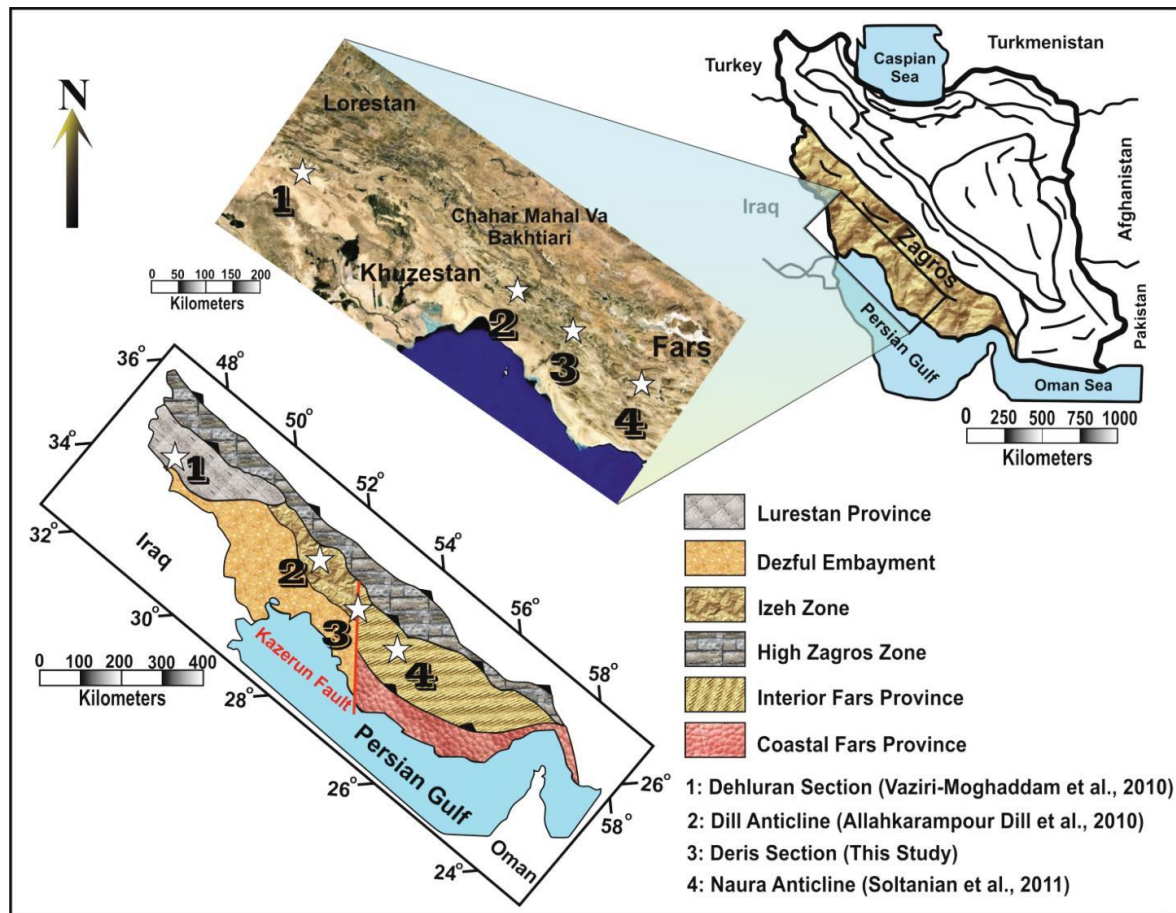 N
Lorestan
1
Chahar Mahal Va
Bakhtiari
Khuzestan
2
3
Fars
4
0 50 100 150 200
Kilometers
Turkey
Caspian
Sea
Turkmenistan
Iraq
Zagros
Afghanistan
Pakistan
Persian Gulf
Oman Sea
0 250 500 750 1000
Kilometers
36°
48°
34°
50°
32°
52°
30°
54°
28°
56°
26°
58°
24°
26°
58°
1
2
3
4
Iraq
Kazerun Fault
Persian Gulf
Oman
0 100 200 300 400
Kilometers
Lurestan Province
Dezful Embayment
Izeh Zone
High Zagros Zone
Interior Fars Province
Coastal Fars Province
1: Dehluran Section (Vaziri-Moghaddam et al., 2010)
2: Dill Anticline (Allahkarampour Dill et al., 2010)
3: Deris Section (This Study)
4: Naura Anticline (Soltanian et al., 2011)